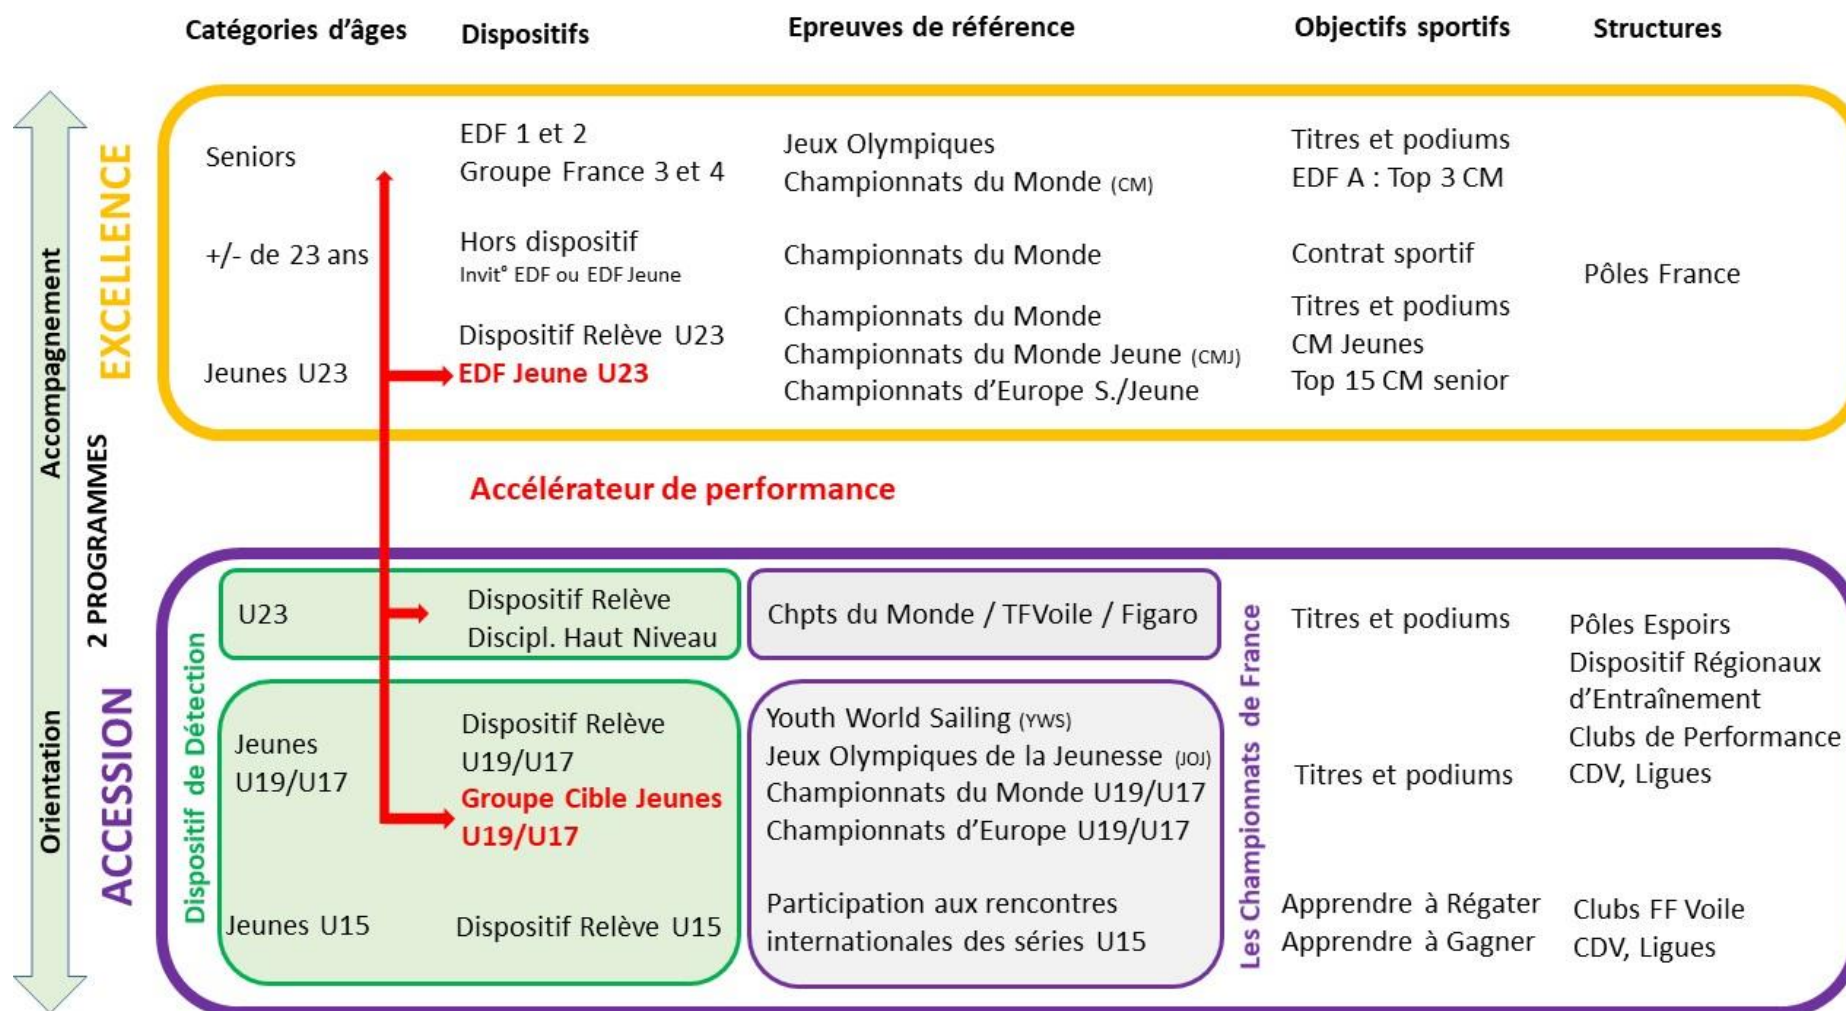 Catégories d'âges
Dispositifs
Epreuves de référence
Objectifs sportifs
Structures
Accompagnement
Orientation
2 PROGRAMMES
EXCELLENCE
Seniors
EDF 1 et 2
Groupe France 3 et 4
Jeux Olympiques
Championnats du Monde (CM)
Titres et podiums
EDF A : Top 3 CM
+/- de 23 ans
Hors dispositif
Invit° EDF ou EDF Jeune
Championnats du Monde
Contrat sportif
Pôles France
Jeunes U23
Dispositif Relève U23
EDF Jeune U23
Championnats du Monde
Championnats du Monde Jeune (CMJ)
Championnats d'Europe S./Jeune
Titres et podiums
CM Jeunes
Top 15 CM senior
Accélérateur de performance
ACCESSION
Dispositif de Détection
U23
Dispositif Relève
Discipl. Haut Niveau
Chpts du Monde / TFVoile / Figaro
Les Championnats de France
Titres et podiums
Pôles Espoirs
Dispositif Régionaux
d'Entraînement
Clubs de Performance
CDV, Ligues
Jeunes
U19/U17
Dispositif Relève
U19/U17
Groupe Cible Jeunes
U19/U17
Youth World Sailing (YWS)
Jeux Olympiques de la Jeunesse (JOJ)
Championnats du Monde U19/U17
Championnats d'Europe U19/U17
Titres et podiums
Jeunes U15
Dispositif Relève U15
Participation aux rencontres
internationales des séries U15
Apprendre à Régater
Apprendre à Gagner
Clubs FF Voile
CDV, Ligues